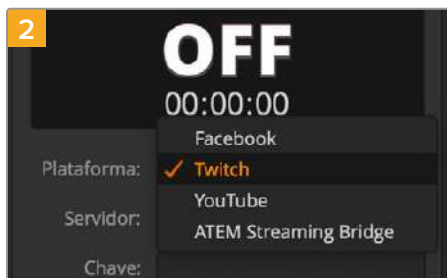 2
OFF
00:00:00
Facebook
Plataforma: ✓ Twitch
YouTube
Servidor:
ATEM Streaming Bridge
Chave: